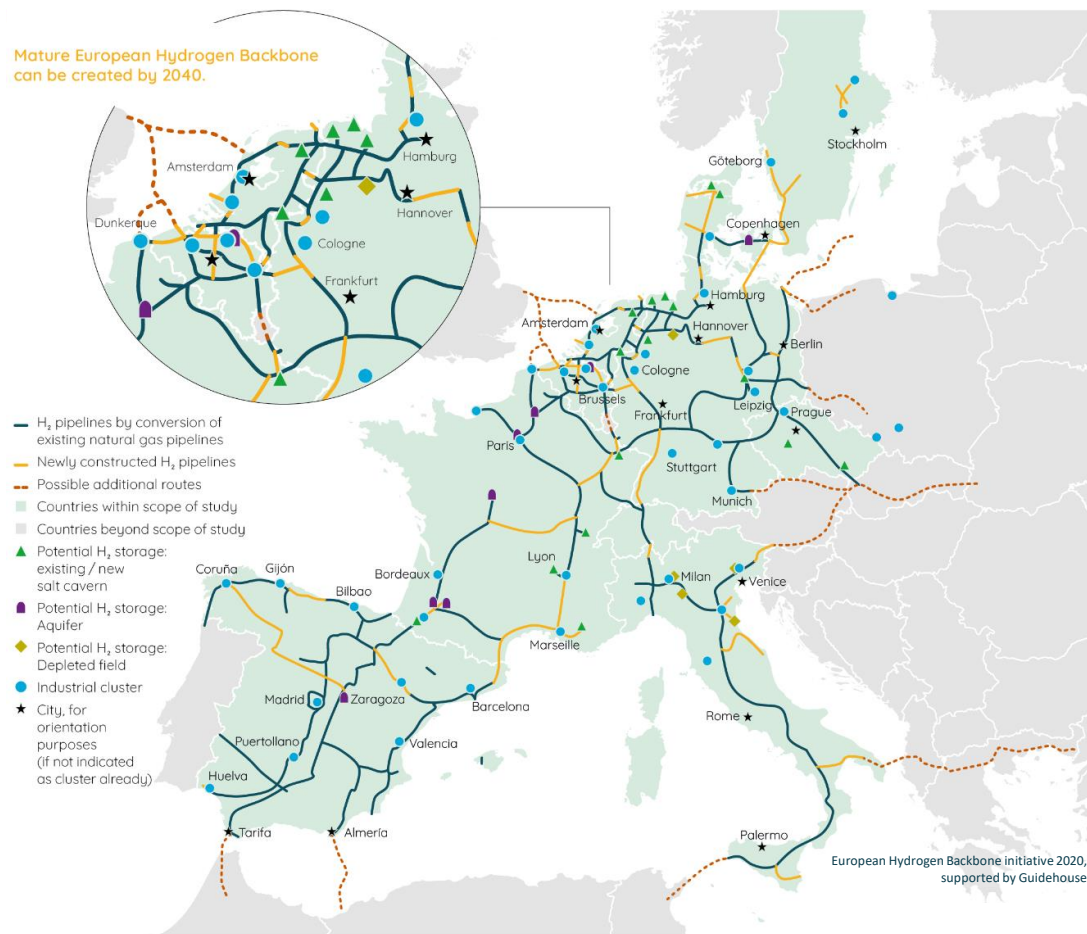 Mature European Hydrogen Backbone
can be created by 2040.
Amsterdam
Hamburg
Hannover
Dunkerque
Cologne
Frankfurt
H₂ pipelines by conversion of
existing natural gas pipelines
Newly constructed H₂ pipelines
Possible additional routes
Countries within scope of study
Countries beyond scope of study
Potential H₂ storage:
existing / new
salt cavern
Potential H₂ storage:
Aquifer
Potential H₂ storage:
Depleted field
Industrial cluster
City, for
orientation
purposes
(if not indicated
as cluster already)
Stockholm
Göteborg
Copenhagen
Hamburg
Amsterdam
Hannover
Berlin
Cologne
Brussels
Leipzig
Frankfurt
Prague
Paris
Stuttgart
Munich
Lyon
Milan
Venice
Bordeaux
Coruña
Gijón
Bilbao
Marseille
Madrid
Zaragoza
Barcelona
Rome
Puertollano
Valencia
Huelva
Tarifa
Almería
Palermo
European Hydrogen Backbone initiative 2020,
supported by Guidehouse